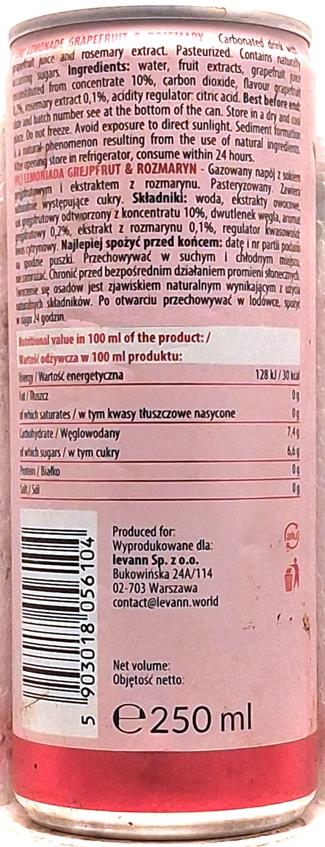 LEMONADE GRAPEFRUIT & ROSEMARY - Carbonated drink with
grapefruit juice and rosemary extract. Pasteurized. Contains naturally
occurring sugars. Ingredients: water, fruit extracts, grapefruit juice
reconstituted from concentrate 10%, carbon dioxide, flavour grapefruit
0,2%, rosemary extract 0,1%, acidity regulator: citric acid. Best before end:
date and batch number see at the bottom of the can. Store in a dry and cool
place. Do not freeze. Avoid exposure to direct sunlight. Sediment formation
is a natural phenomenon resulting from the use of natural ingredients.
After opening store in refrigerator, consume within 24 hours.
LEMONIADA GREJPFRUT & ROZMARYN - Gazowany napój z sokiem
grejpfrutowym i ekstraktem z rozmarynu. Pasteryzowany. Zawiera
naturalnie występujące cukry. Składniki: woda, ekstrakty owocowe,
sok grejpfrutowy odtworzony z koncentratu 10%, dwutlenek węgla, aromat
grejpfrutowy 0,2%, ekstrakt z rozmarynu 0,1%, regulator kwasowości:
kwas cytrynowy. Najlepiej spożyć przed końcem: datę i nr partii podano
na spodzie puszki. Przechowywać w suchym i chłodnym miejscu,
nie zamrażać. Chronić przed bezpośrednim działaniem promieni słonecznych.
Tworzenie się osadów jest zjawiskiem naturalnym wynikającym z użycia
naturalnych składników. Po otwarciu przechowywać w lodówce, spożyć
w ciągu 24 godzin.
Nutritional value in 100 ml of the product: /
Wartość odżywcza w 100 ml produktu:
Energy / Wartość energetyczna 128 kJ / 30 kcal
Fat / Tłuszcz 0 g
of which saturates / w tym kwasy tłuszczowe nasycone 0 g
Carbohydrate / Węglowodany 7,4 g
of which sugars / w tym cukry 6,6 g
Protein / Białko 0 g
Salt / Sól 0 g
Produced for:
Wyprodukowane dla:
levann Sp. z o.o.
Bukowińska 24A/114
02-703 Warszawa
contact@levann.world
alu
Net volume:
Objętość netto:
℮250 ml
5 903018 056104